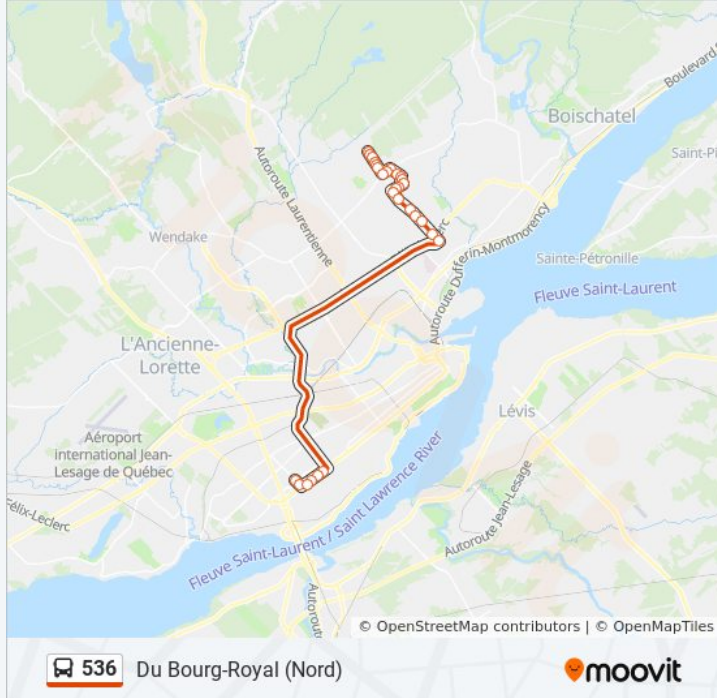 Boulevard
Boischatel
Saint-Pi
Autoroute Laurentienne
Wendake
Autoroute Dufferin-Montmorency
Sainte-Pétronille
Fleuve Saint-Laurent
L'Ancienne-
Lorette
Lévis
Aéroport
international Jean-
Lesage de Québec
Félix-Leclerc
Fleuve Saint-Laurent / Saint Lawrence River
Autoroute Jean-Lesage
Autoroute
© OpenStreetMap contributors | © OpenMapTiles
536 Du Bourg-Royal (Nord)
moovit